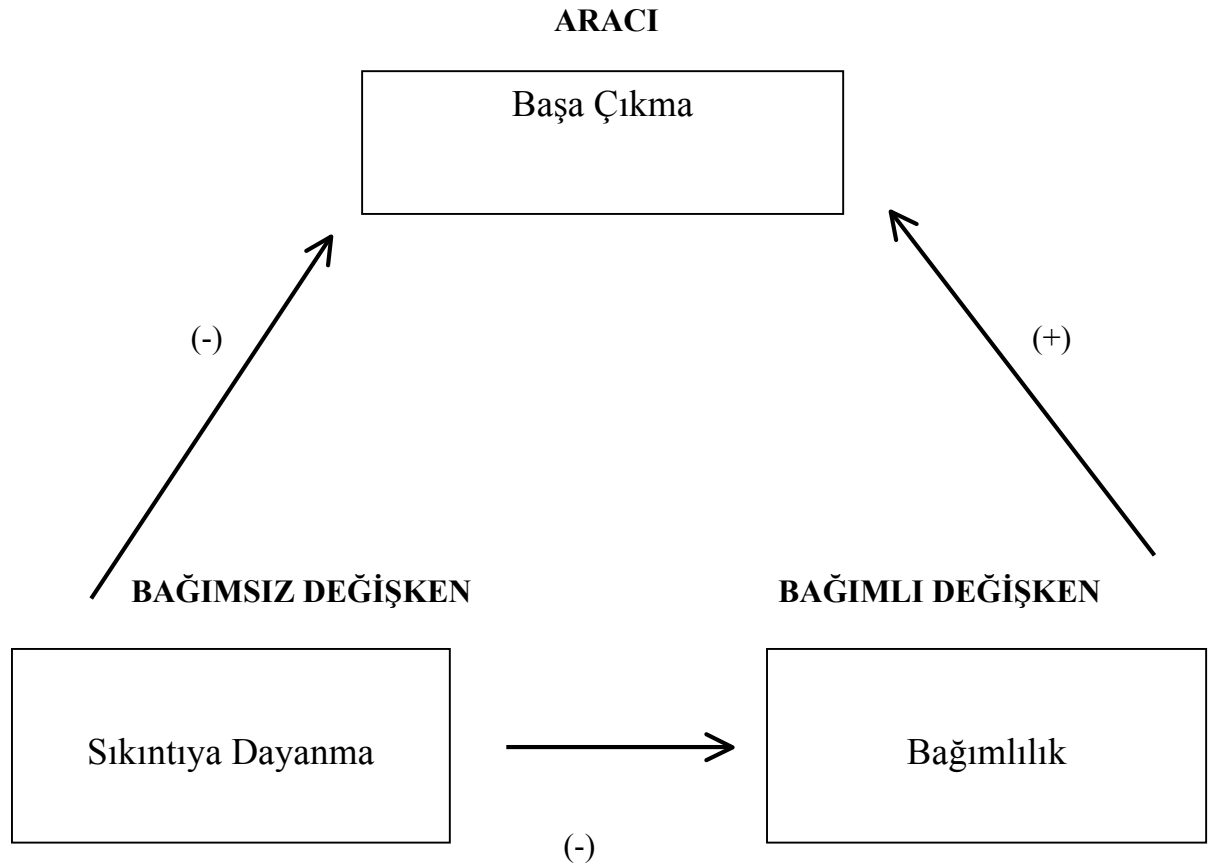 ARACI
Başa Çıkma
(-)
(+)
BAĞIMSIZ DEĞİŞKEN
BAĞIMLI DEĞİŞKEN
Sıkıntıya Dayanma
Bağımlılık
(-)